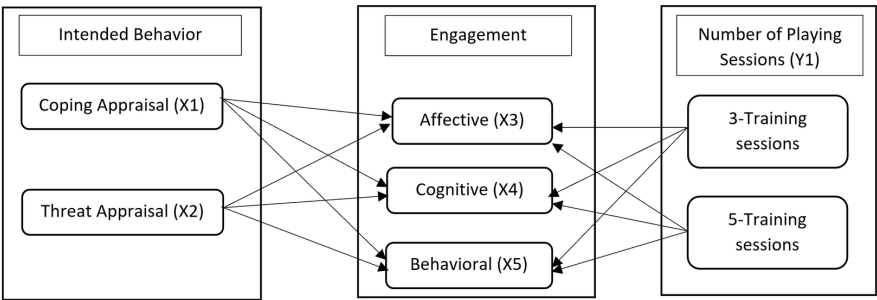 Intended Behavior
Coping Appraisal (X1)
Threat Appraisal (X2)
Engagement
Affective (X3)
Cognitive (X4)
Behavioral (X5)
Number of Playing
Sessions (Y1)
3-Training
sessions
5-Training
sessions